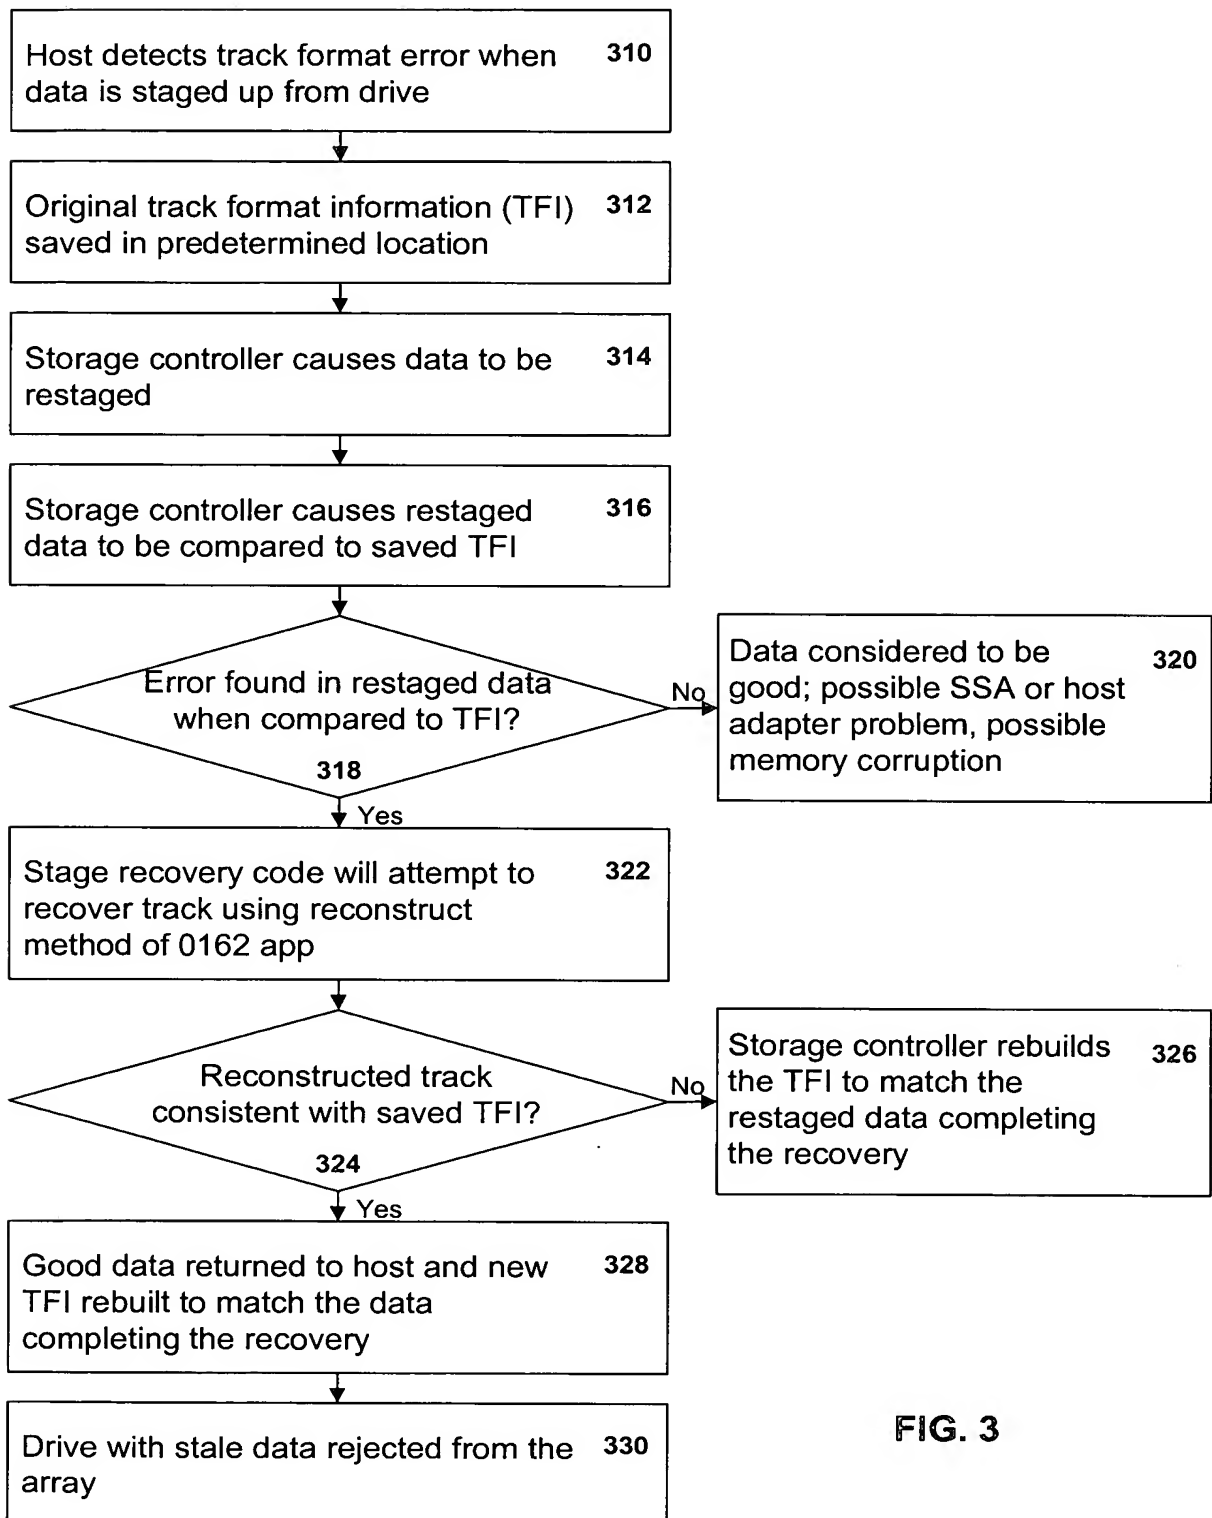 Host detects track format error when 310
data is staged up from drive
Original track format information (TFI) 312
saved in predetermined location
Storage controller causes data to be 314
restaged
Storage controller causes restaged 316
data to be compared to saved TFI
Error found in restaged data
when compared to TFI?
318
No
Data considered to be 320
good; possible SSA or host
adapter problem, possible
memory corruption
Yes
Stage recovery code will attempt to 322
recover track using reconstruct
method of 0162 app
Reconstructed track
consistent with saved TFI?
324
No
Storage controller rebuilds 326
the TFI to match the
restaged data completing
the recovery
Yes
Good data returned to host and new 328
TFI rebuilt to match the data
completing the recovery
Drive with stale data rejected from the 330
array
FIG. 3